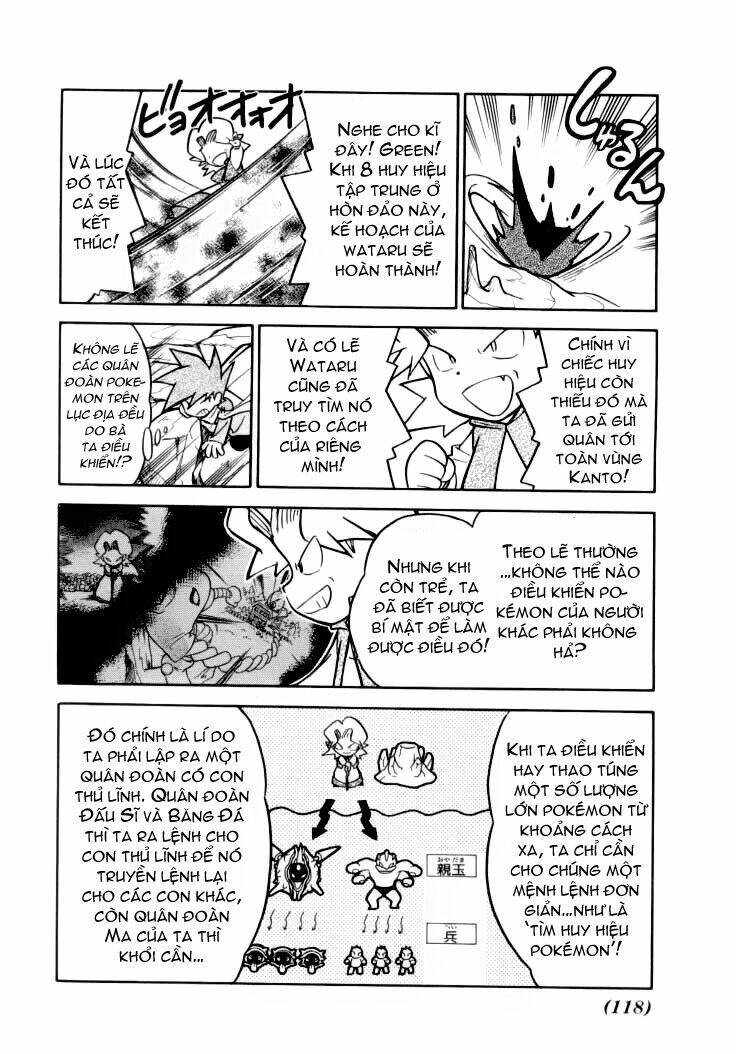 しゃるん
NGHE CHO KĨ
ĐÂY! GREEN!
KHI 8 HUY HIỆU
TẬP TRUNG Ở
HÒN ĐẢO NÀY,
KẾ HOẠCH CỦA
WATARU SẼ
HOÀN THÀNH!
ビョオオオオ
VÀ LÚC
ĐÓ TẤT
CẢ SẼ
KẾT
THÚC!
CHÍNH VÌ
CHIẾC HUY
HIỆU CÒN
THIẾU ĐÓ MÀ
TA ĐÃ GỬI
QUÂN TỚI
TOÀN VÙNG
KANTO!
VÀ CÓ LẼ
WATARU
CŨNG ĐÃ
TRUY TÌM NÓ
THEO CÁCH
CỦA RIÊNG
MÌNH!
KHÔNG LẼ
CÁC QUÂN
ĐOÀN POKE-
MON TRÊN
LỤC ĐỊA ĐỀU
DO BÀ
TA ĐIỀU
KHIỂN!?
THEO LẼ THƯỜNG
...KHÔNG THỂ NÀO
ĐIỀU KHIỂN PO-
KÉMON CỦA NGƯỜI
KHÁC PHẢI KHÔNG
HẢ?
NHƯNG KHI
CÒN TRẺ, TA
ĐÃ BIẾT ĐƯỢC
BÍ MẬT ĐỂ LÀM
ĐƯỢC ĐIỀU ĐÓ!
KHI TA ĐIỀU KHIỂN
HAY THAO TÚNG
MỘT SỐ LƯỢNG
LỚN POKÉMON TỪ
KHOẢNG CÁCH
XA, TA CHỈ CẦN
CHO CHÚNG MỘT
MỆNH LỆNH ĐƠN
GIẢN...NHƯ LÀ
'TÌM HUY HIỆU
POKÉMON'!
おやだま
親玉
へい
兵
ĐÓ CHÍNH LÀ LÍ DO
TA PHẢI LẬP RA MỘT
QUÂN ĐOÀN CÓ CON
THỦ LĨNH. QUÂN ĐOÀN
ĐẤU SĨ VÀ BĂNG ĐÁ
THÌ TA RA LỆNH CHO
CON THỦ LĨNH ĐỂ NÓ
TRUYỀN LỆNH LẠI
CHO CÁC CON KHÁC,
CÒN QUÂN ĐOÀN
MA CỦA TA THÌ
KHỎI CẦN...
(118)